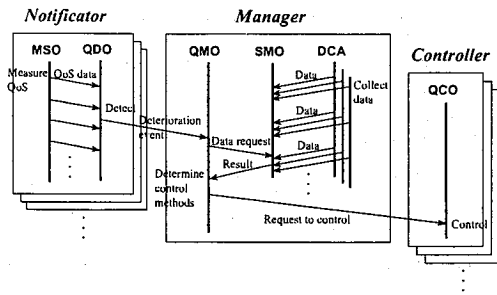 Notificator
Manager
Controller
MSO QDO
QMO SMO DCA
QCO
Measure QoS data
QoS
Detect
Deterioration
event
Data
Collect
data
Data
Data request
Data
Result
Determine
control
methods
Request to control
Control